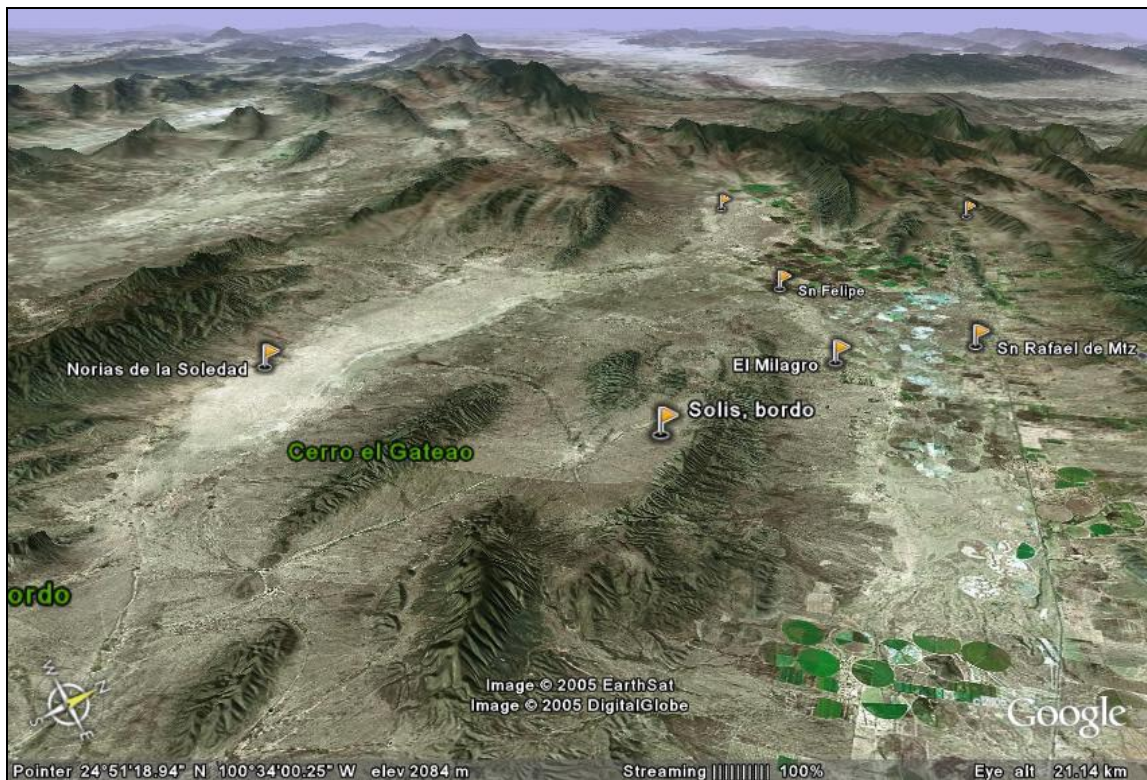 Sn Felipe
Sn Rafael de Mtz
El Milagro
Norias de la Soledad
Solis, bordo
Cerro el Gateao
ordo
W
N
S
E
Image © 2005 EarthSat
Image © 2005 DigitalGlobe
Google
Pointer 24°51'18.94" N 100°34'00.25" W elev 2084 m Streaming |||||||||| 100% Eye alt 21.14 km